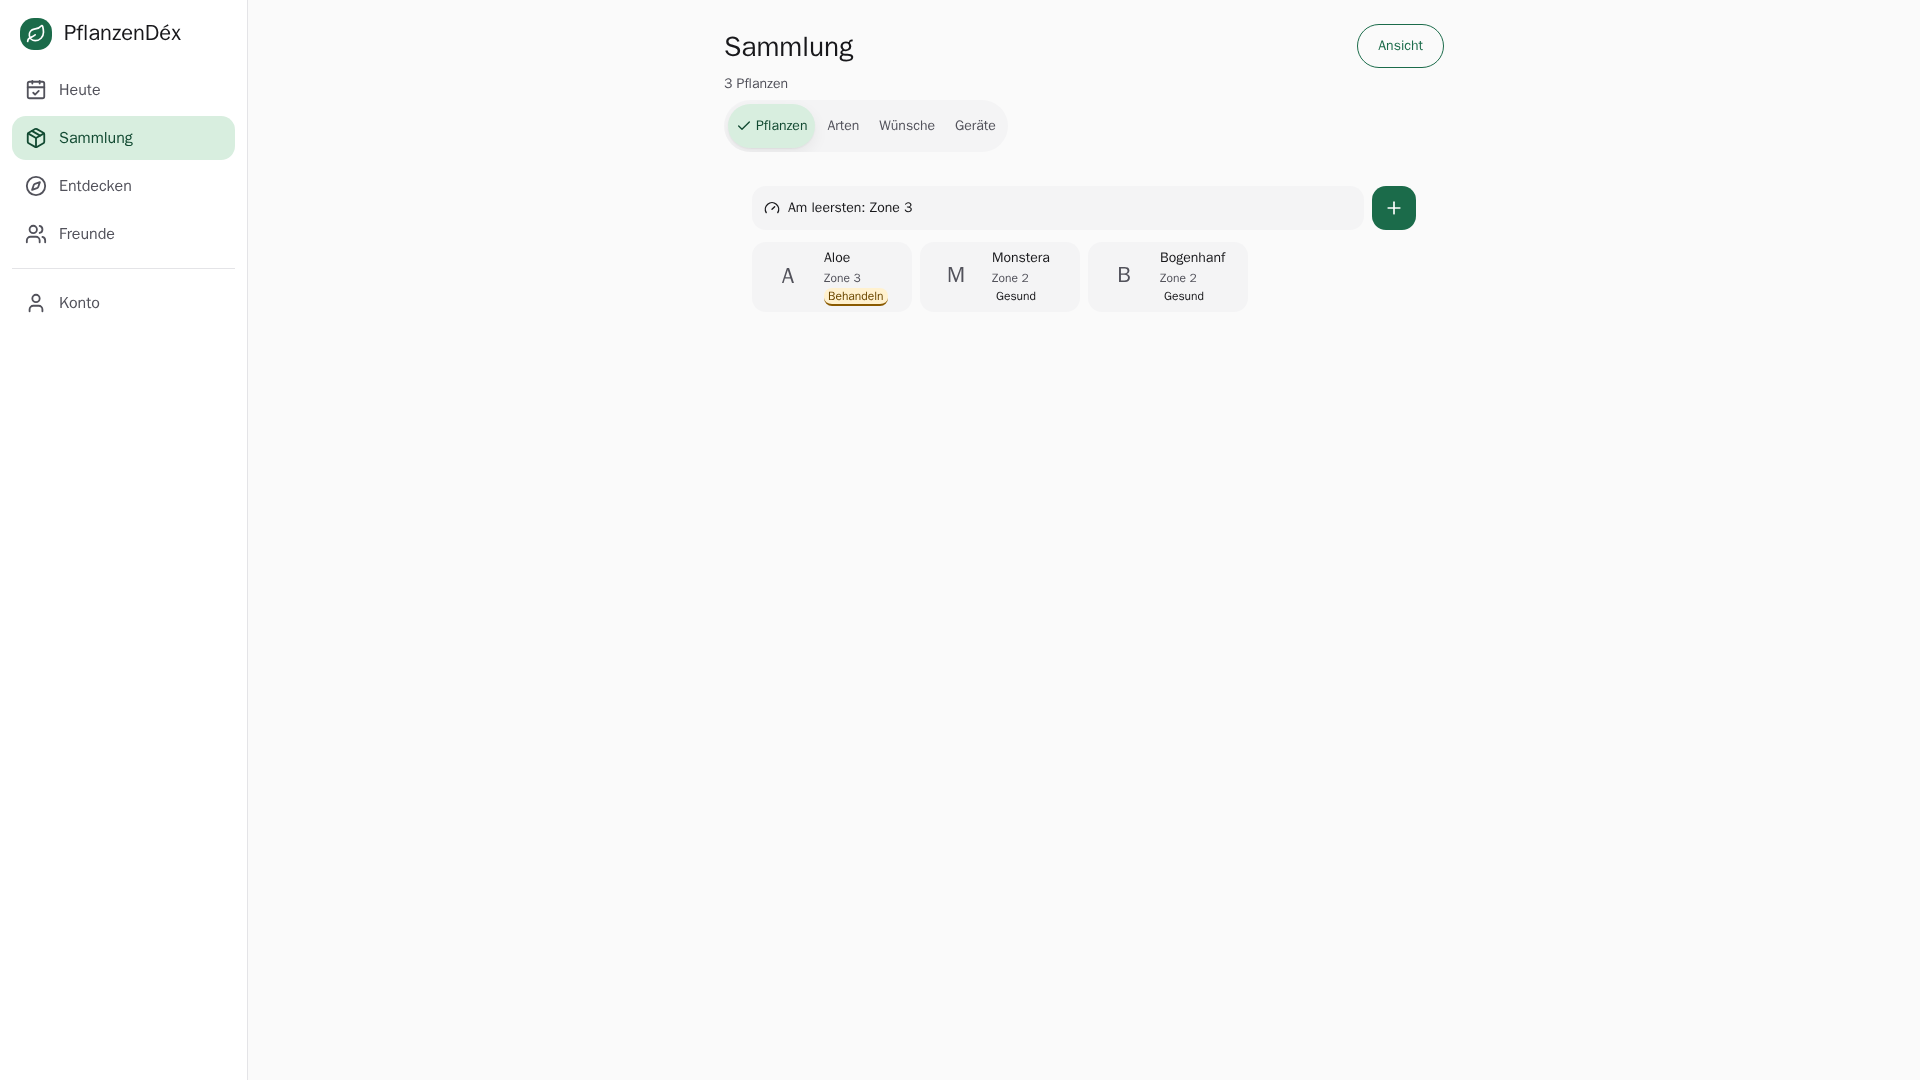 PflanzenDéx
Heute
Sammlung
Entdecken
Freunde
Konto
Sammlung
Ansicht
3 Pflanzen
Pflanzen
Arten
Wünsche
Geräte
Am leersten: Zone 3
A
Aloe
Zone 3
Behandeln
M
Monstera
Zone 2
Gesund
B
Bogenhanf
Zone 2
Gesund